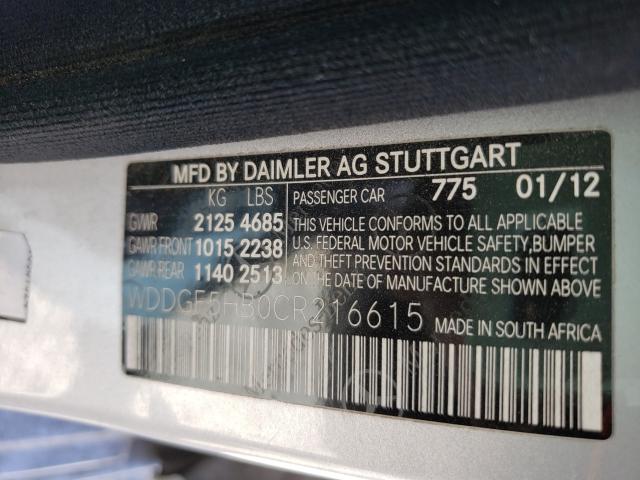 MFD BY DAIMLER AG STUTTGART
KG LBS
GVWR 2125 4685
GAWR FRONT 1015 2238
GAWR REAR 1140 2513
PASSENGER CAR 775 01/12
THIS VEHICLE CONFORMS TO ALL APPLICABLE
U.S. FEDERAL MOTOR VEHICLE SAFETY, BUMPER
AND THEFT PREVENTION STANDARDS IN EFFECT
ON THE DATE OF MANUFACTURE SHOWN ABOVE.
WDDGF5HB0CR216615
MADE IN SOUTH AFRICA